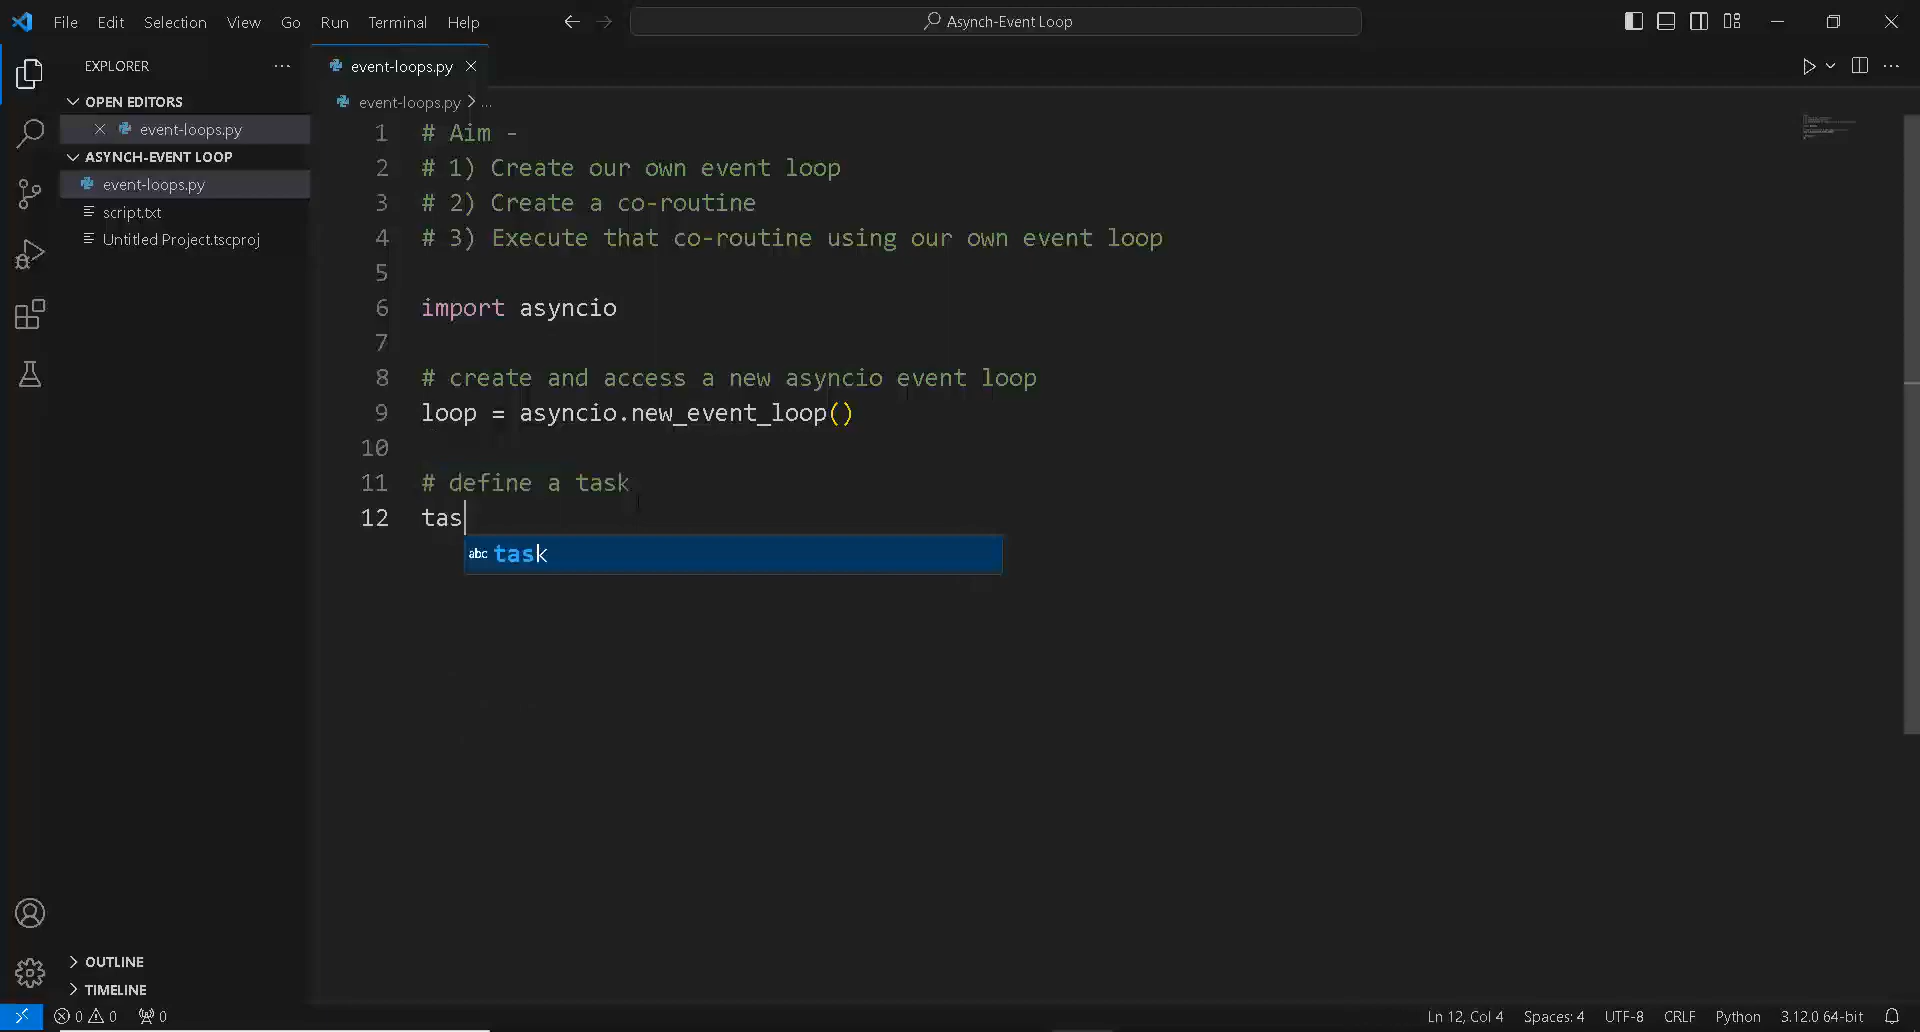 File Edit Selection View Go Run Terminal Help
Asynch-Event Loop
EXPLORER
event-loops.py
OPEN EDITORS
event-loops.py
event-loops.py > ...
ASYNCH-EVENT LOOP
event-loops.py
script.txt
Untitled Project.tscproj
1 # Aim -
2 # 1) Create our own event loop
3 # 2) Create a co-routine
4 # 3) Execute that co-routine using our own event loop
5
6 import asyncio
7
8 # create and access a new asyncio event loop
9 loop = asyncio.new_event_loop()
10
11 # define a task
12 tas
abc task
OUTLINE
TIMELINE
0 0 0
Ln 12, Col 4 Spaces: 4 UTF-8 CRLF Python 3.12.0 64-bit